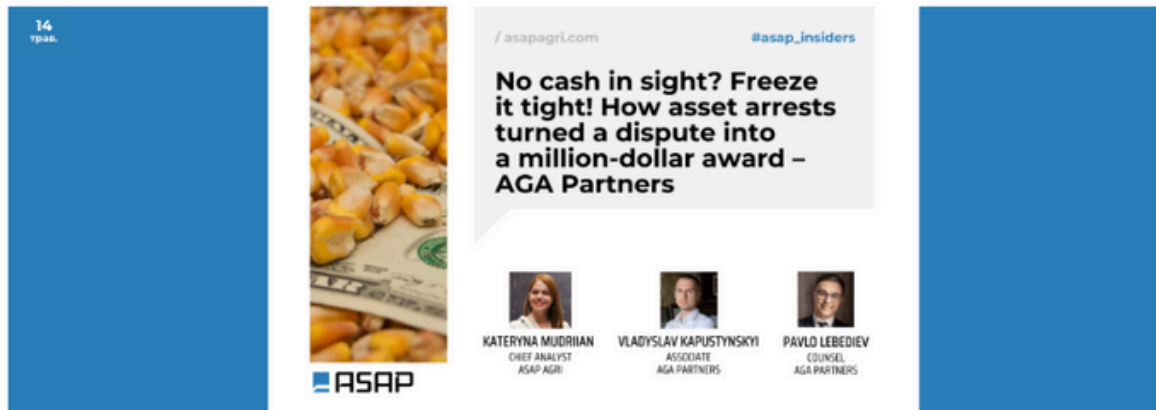 14
трав.
/ asapagri.com
#asap_insiders
No cash in sight? Freeze
it tight! How asset arrests
turned a dispute into
a million-dollar award –
AGA Partners
KATERYNA MUDRIIAN
CHIEF ANALYST
ASAP AGRI
VLADYSLAV KAPUSTYNSKYI
ASSOCIATE
AGA PARTNERS
PAVLO LEBEDIEV
COUNSEL
AGA PARTNERS
ASAP